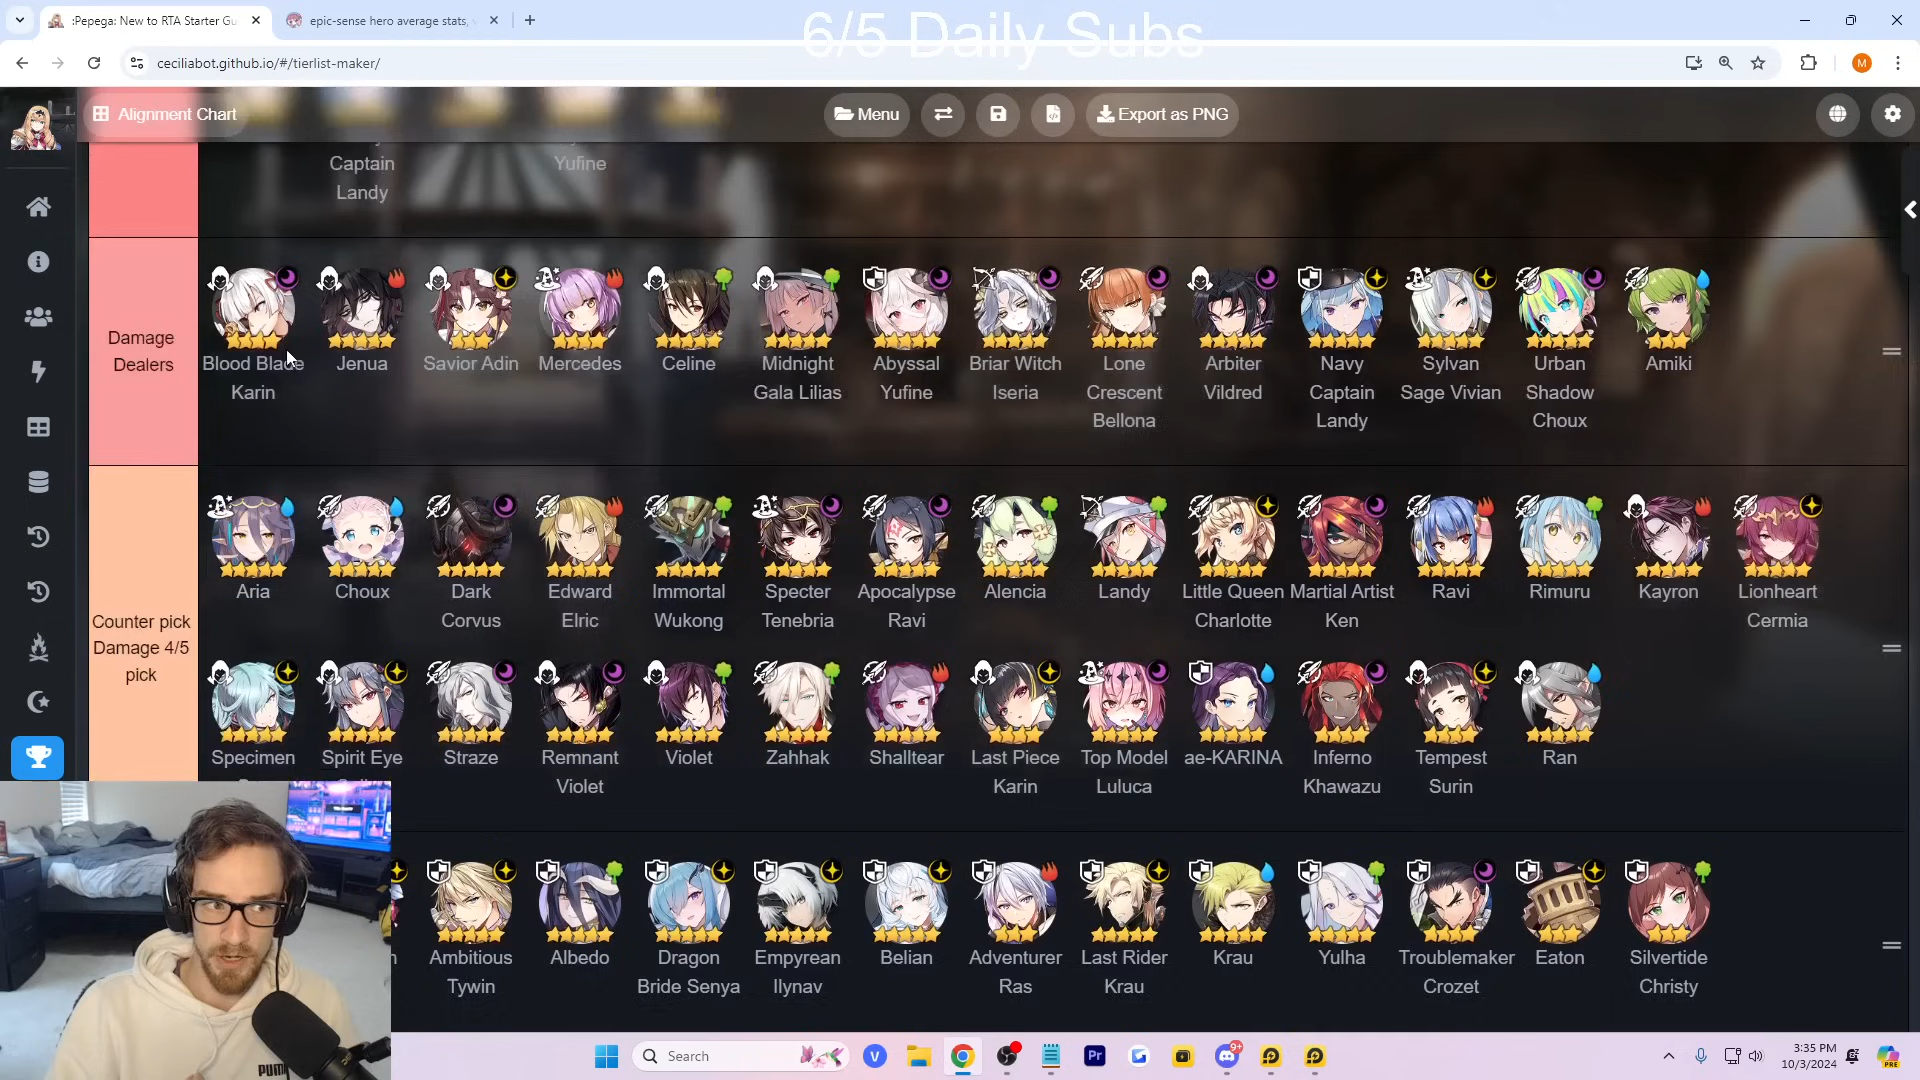 :Pepega: New to RTA Starter Gu
epic-sense hero average stats,
6/5 Daily Subs
ceciliabot.github.io/#/tierlist-maker/
M
Alignment Chart
Menu
Export as PNG
Captain
Landy
Yufine
Damage
Dealers
Blood Blade
Karin
Jenua
Savior Adin
Mercedes
Celine
Midnight
Gala Lilias
Abyssal
Yufine
Briar Witch
Iseria
Lone
Crescent
Bellona
Arbiter
Vildred
Navy
Captain
Landy
Sylvan
Sage Vivian
Urban
Shadow
Choux
Amiki
Counter pick
Damage 4/5
pick
Aria
Choux
Dark
Corvus
Edward
Elric
Immortal
Wukong
Specter
Tenebria
Apocalypse
Ravi
Alencia
Landy
Little Queen
Charlotte
Martial Artist
Ken
Ravi
Rimuru
Kayron
Lionheart
Cermia
Specimen
Spirit Eye
Straze
Remnant
Violet
Violet
Zahhak
Shalltear
Last Piece
Karin
Top Model
Luluca
ae-KARINA
Inferno
Khawazu
Tempest
Surin
Ran
Ambitious
Tywin
Albedo
Dragon
Bride Senya
Empyrean
Ilynav
Belian
Adventurer
Ras
Last Rider
Krau
Krau
Yulha
Troublemaker
Crozet
Eaton
Silvertide
Christy
PUM
Search
V
Pr
9+
3:35 PM
10/3/2024
PRE